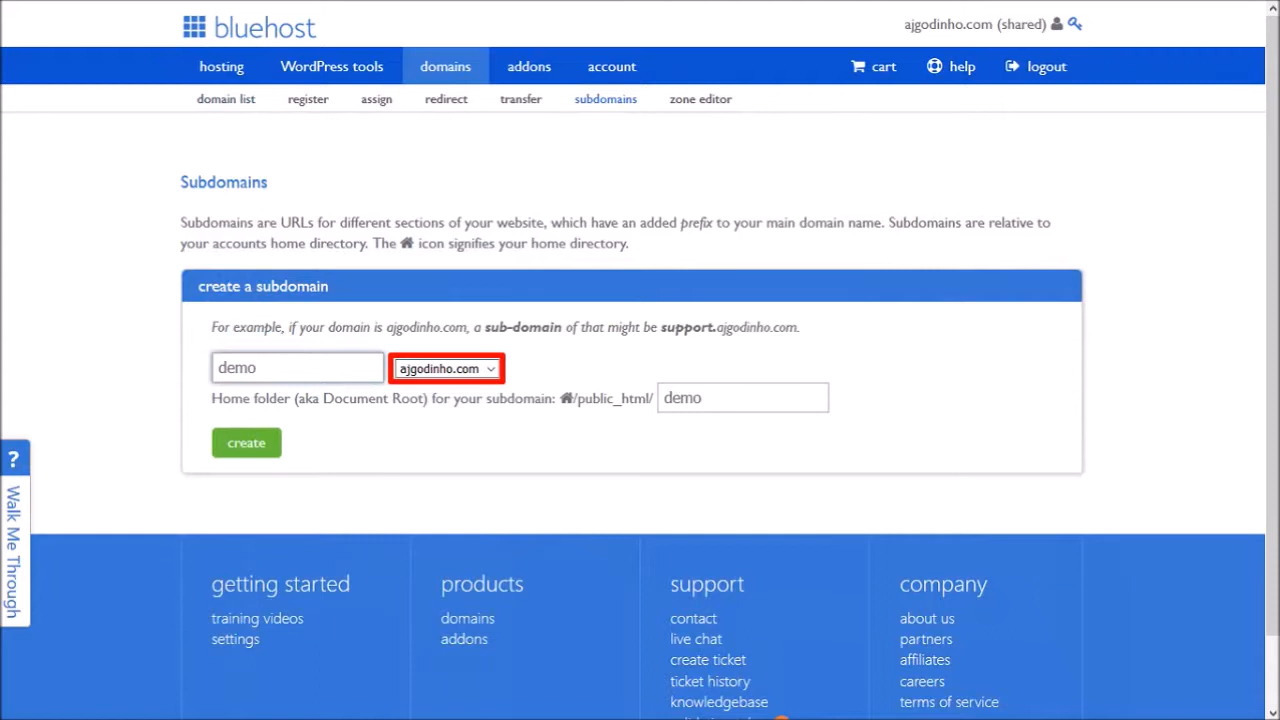 bluehost
ajgodinho.com (shared)
hosting WordPress tools domains addons account cart help logout
domain list register assign redirect transfer subdomains zone editor
Subdomains
Subdomains are URLs for different sections of your website, which have an added prefix to your main domain name. Subdomains are relative to
your accounts home directory. The icon signifies your home directory.
create a subdomain
For example, if your domain is ajgodinho.com, a sub-domain of that might be support.ajgodinho.com.
demo ajgodinho.com
Home folder (aka Document Root) for your subdomain: /public_html/ demo
create
?
Walk Me Through
getting started
training videos
settings
products
domains
addons
support
contact
live chat
create ticket
ticket history
knowledgebase
company
about us
partners
affiliates
careers
terms of service